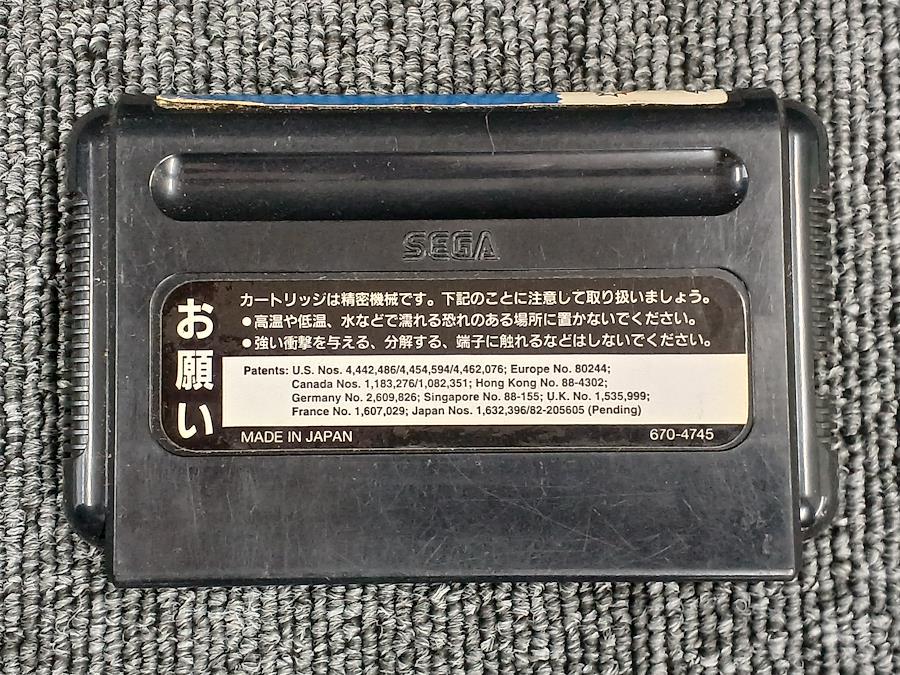 SEGA
お願い
カートリッジは精密機械です。下記のことに注意して取り扱いましょう。
●高温や低温、水などで濡れる恐れのある場所に置かないでください。
●強い衝撃を与える、分解する、端子に触れるなどはしないでください。
Patents: U.S. Nos. 4,442,486/4,454,594/4,462,076; Europe No. 80244;
Canada Nos. 1,183,276/1,082,351; Hong Kong No. 88-4302;
Germany No. 2,609,826; Singapore No. 88-155; U.K. No. 1,535,999;
France No. 1,607,029; Japan Nos. 1,632,396/82-205605 (Pending)
MADE IN JAPAN
670-4745